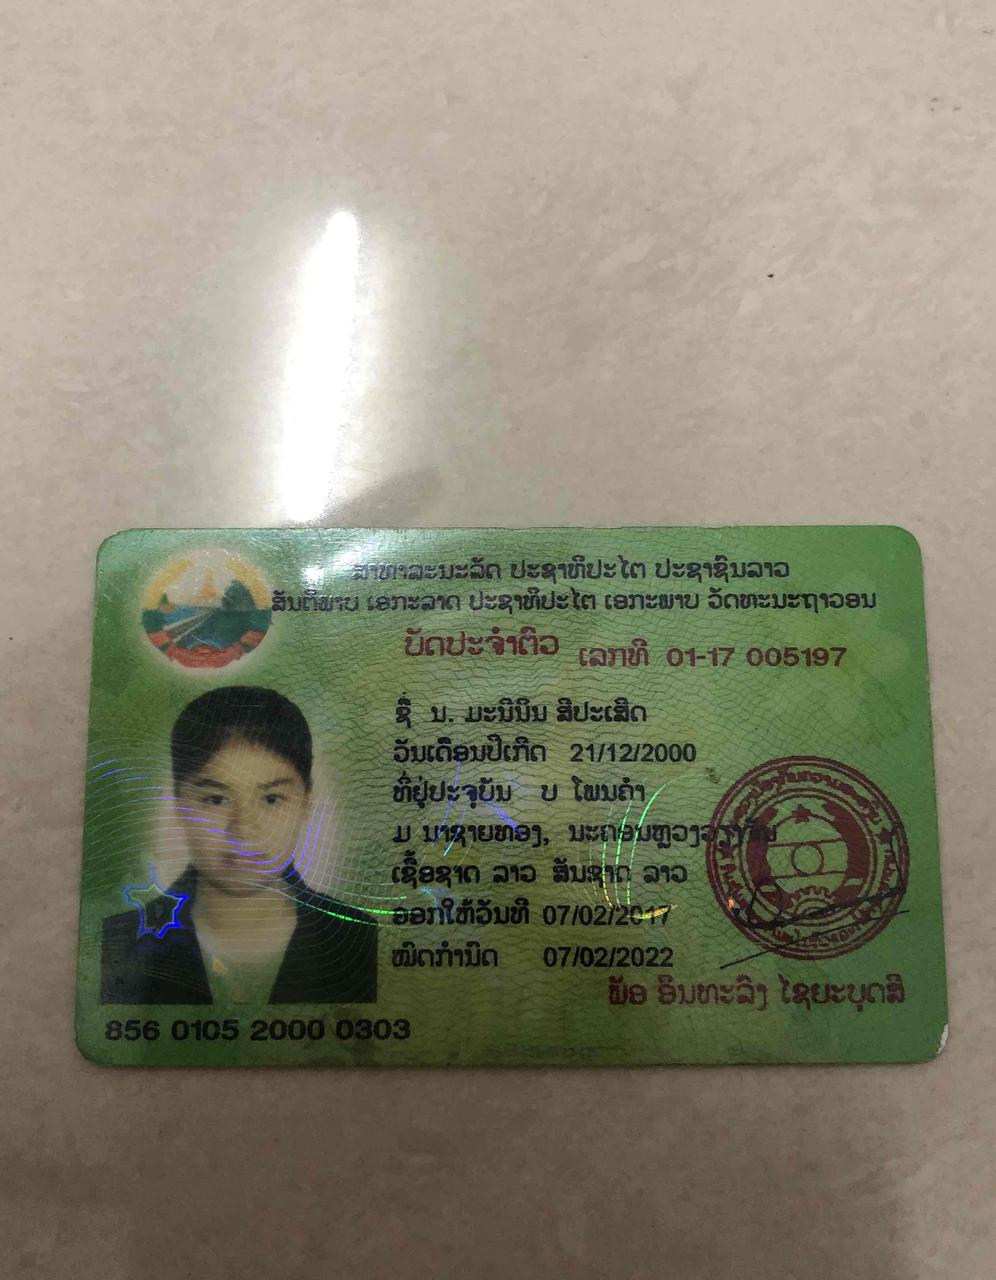 ສາທາລະນະລັດ ປະຊາທິປະໄຕ ປະຊາຊົນລາວ
ສັນຕິພາບ ເອກະລາດ ປະຊາທິປະໄຕ ເອກະພາບ ວັດທະນະຖາວອນ
ບັດປະຈຳຕົວ ເລກທີ 01-17 005197
ຊື່ ນ. ມະນີນິນ ສີປະເສີດ
ວັນເດືອນປີເກີດ 21/12/2000
ທີ່ຢູ່ປະຈຸບັນ ບ ໂພນຄຳ
ມ ນາຊາຍທອງ, ນະຄອນຫຼວງວຽງຈັນ
ເຊື້ອຊາດ ລາວ ສັນຊາດ ລາວ
ອອກໃຫ້ວັນທີ 07/02/2017
ໝົດກຳນົດ 07/02/2022
ພັອ ອິນທະລົງ ໄຊຍະບຸດສີ
856 0105 2000 0303